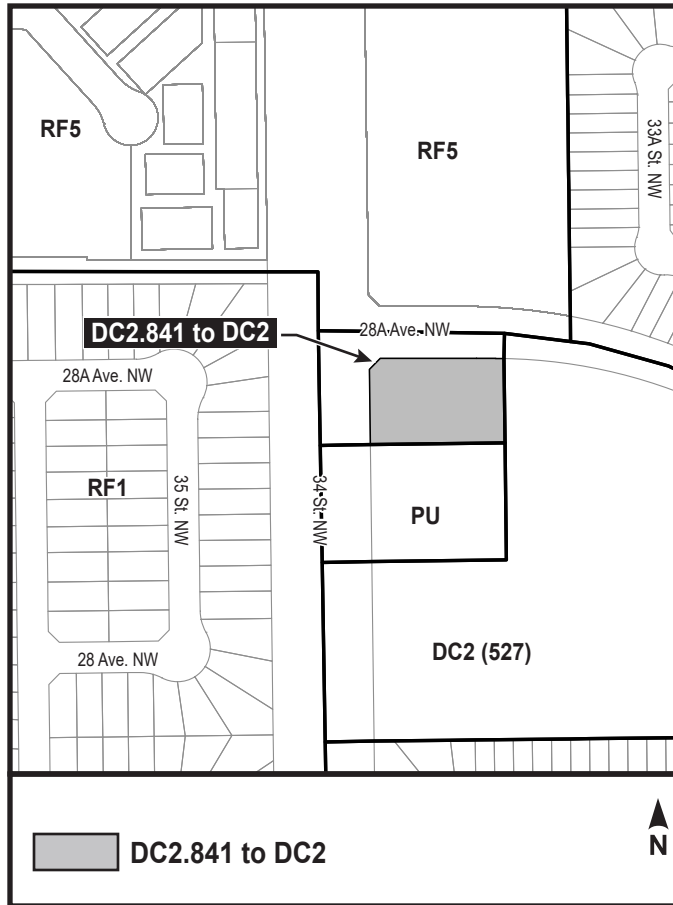 RF5
RF5
33A St. NW
28A Ave. NW
DC2.841 to DC2
28A Ave. NW
RF1
35 St. NW
34 St. NW
PU
28 Ave. NW
DC2 (527)
DC2.841 to DC2
N